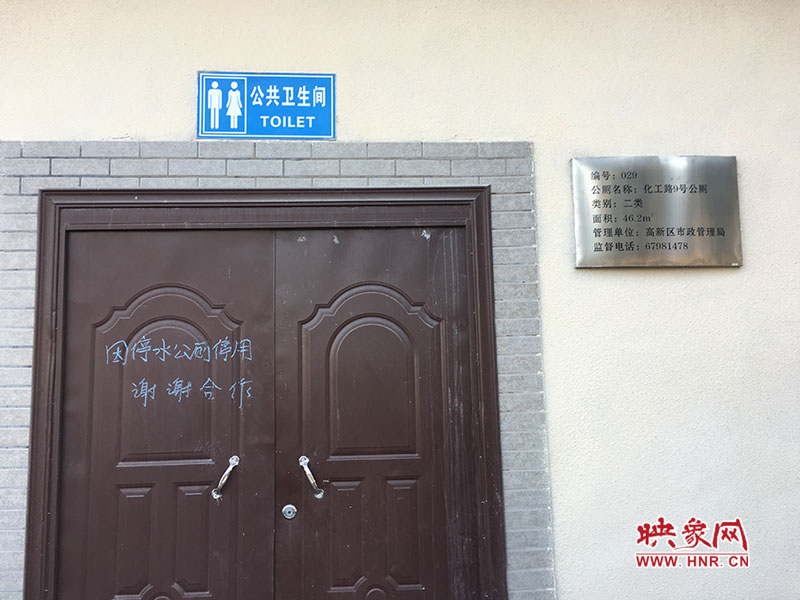 公共卫生间
TOILET
编号：029
公厕名称：化工路9号公厕
类别：二类
面积：46.2m²
管理单位：高新区市政管理局
监督电话：67981478
因停水公厕停用
谢谢合作
映象网
www.HNR.cn